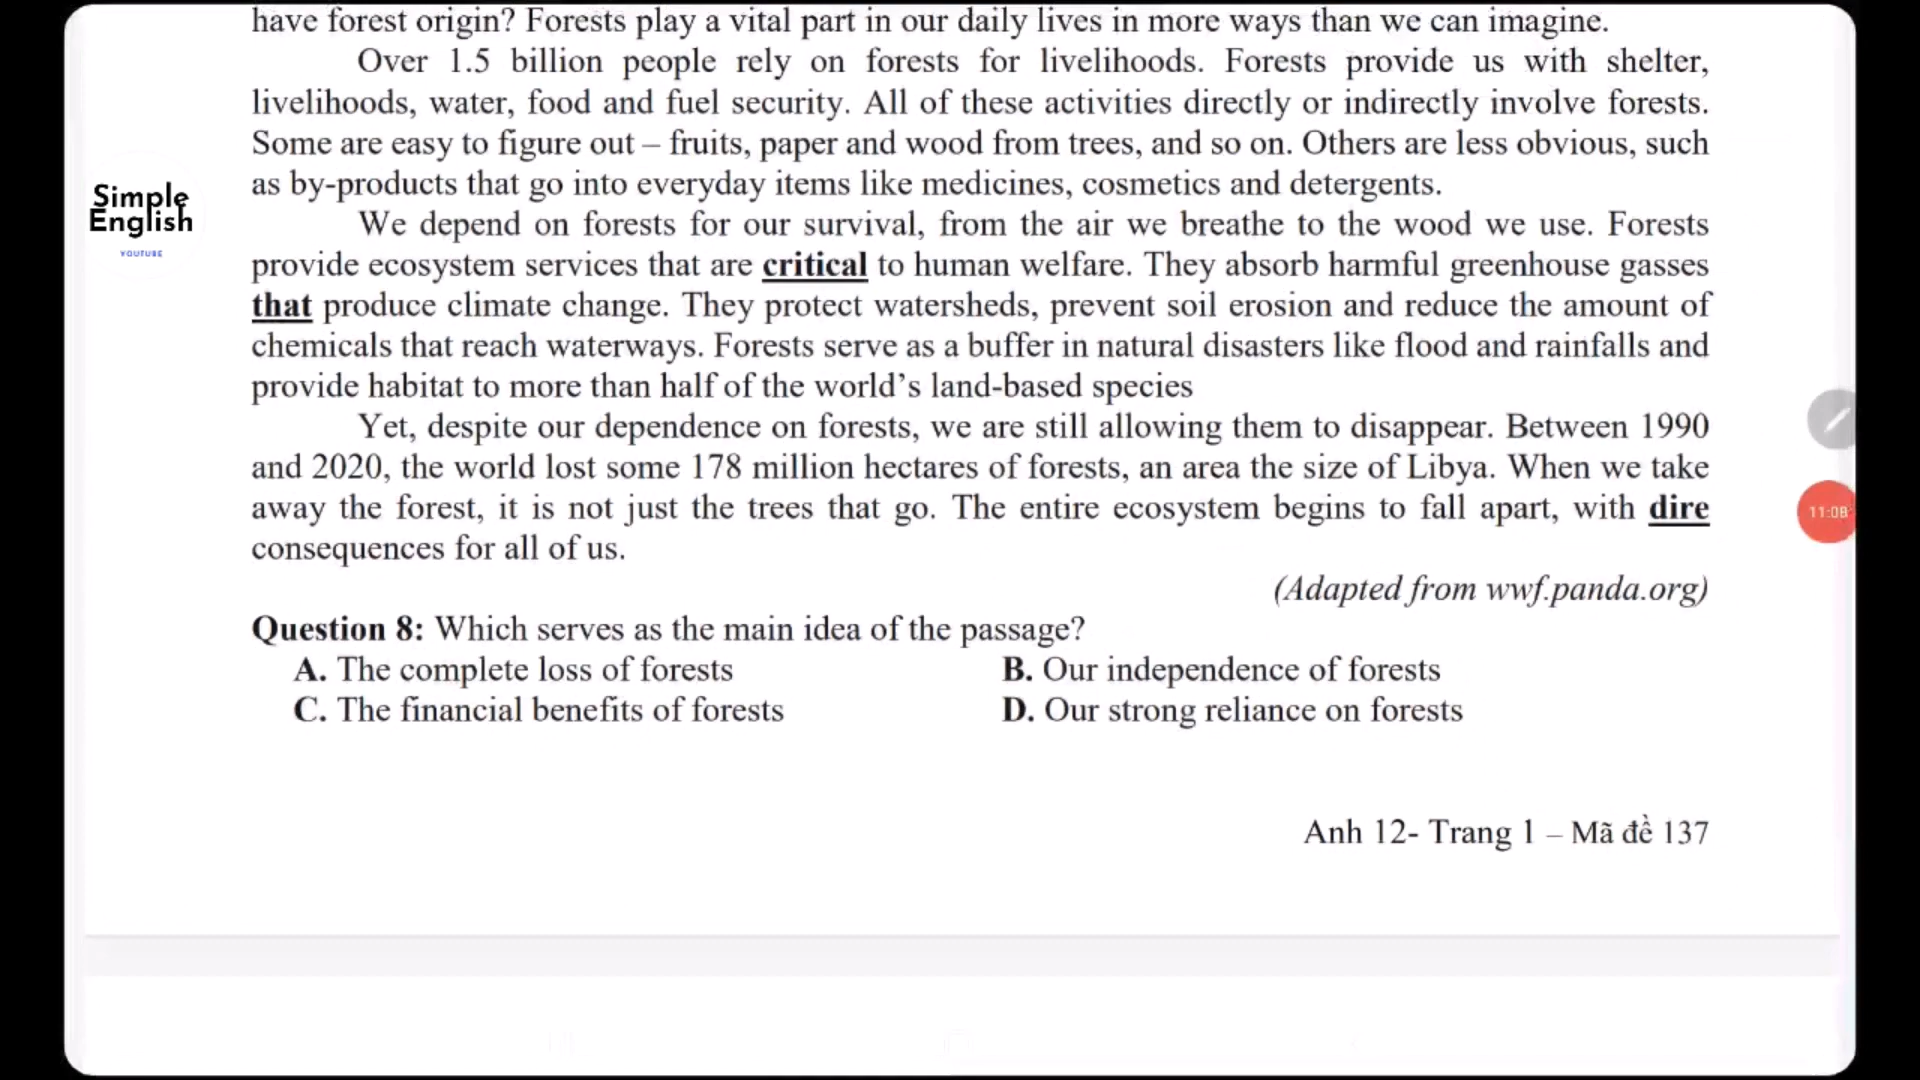 have forest origin? Forests play a vital part in our daily lives in more ways than we can imagine.
Over 1.5 billion people rely on forests for livelihoods. Forests provide us with shelter,
livelihoods, water, food and fuel security. All of these activities directly or indirectly involve forests.
Some are easy to figure out – fruits, paper and wood from trees, and so on. Others are less obvious, such
as by-products that go into everyday items like medicines, cosmetics and detergents.
Simple
English
YOUTUBE
We depend on forests for our survival, from the air we breathe to the wood we use. Forests
provide ecosystem services that are critical to human welfare. They absorb harmful greenhouse gasses
that produce climate change. They protect watersheds, prevent soil erosion and reduce the amount of
chemicals that reach waterways. Forests serve as a buffer in natural disasters like flood and rainfalls and
provide habitat to more than half of the world’s land-based species
Yet, despite our dependence on forests, we are still allowing them to disappear. Between 1990
and 2020, the world lost some 178 million hectares of forests, an area the size of Libya. When we take
away the forest, it is not just the trees that go. The entire ecosystem begins to fall apart, with dire
11:08
consequences for all of us.
(Adapted from wwf.panda.org)
Question 8: Which serves as the main idea of the passage?
A. The complete loss of forests B. Our independence of forests
C. The financial benefits of forests D. Our strong reliance on forests
Anh 12- Trang 1 – Mã đề 137